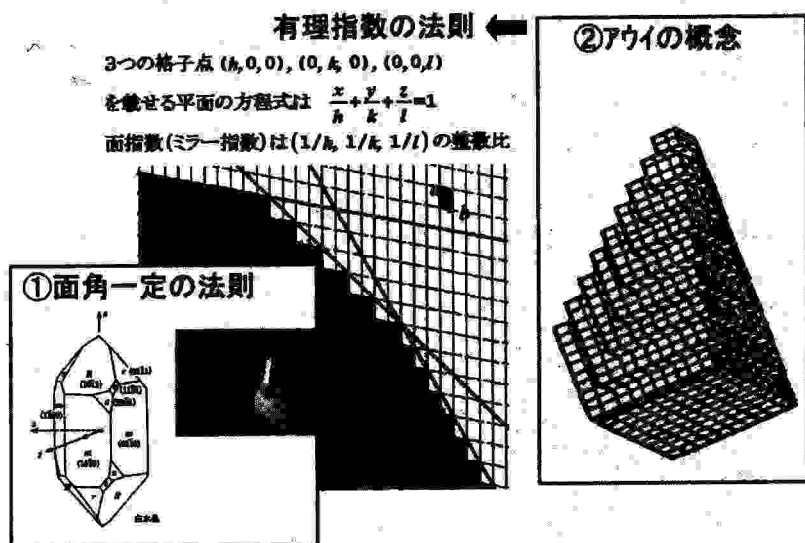 有理指数の法則
3つの格子点 (h,0,0), (0, k, 0), (0,0,l)
を載せる平面の方程式は x/h+y/k+z/l=1
面指数(ミラー指数)は(1/h, 1/k, 1/l)の整数比
②アウイの概念
b
①面角一定の法則